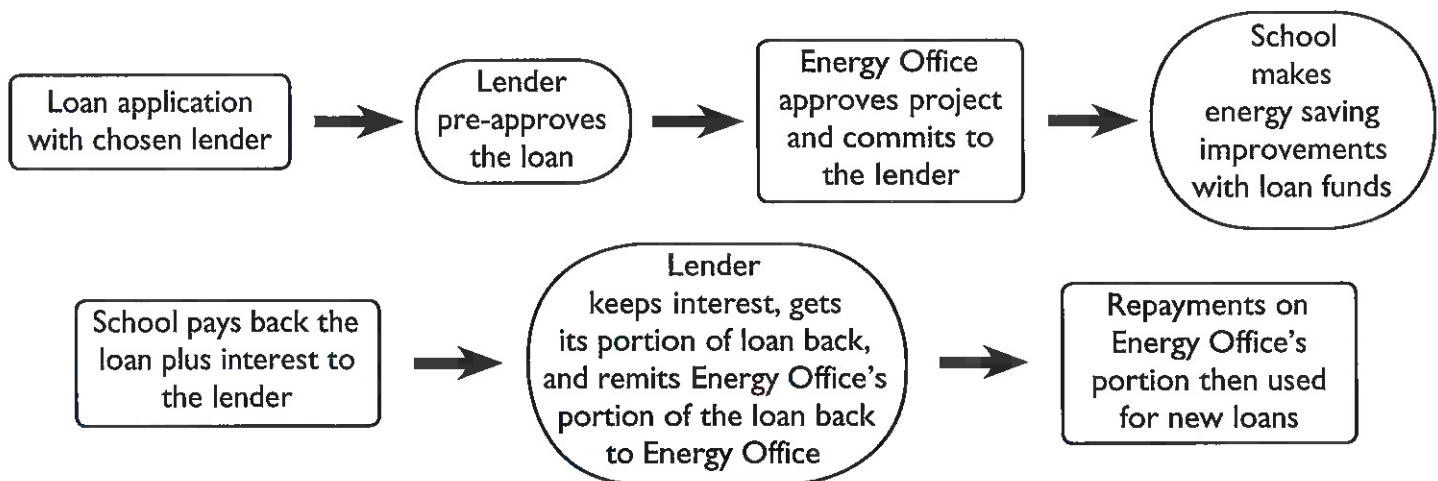 Loan application
with chosen lender
Lender
pre-approves
the loan
Energy Office
approves project
and commits to
the lender
School
makes
energy saving
improvements
with loan funds
School pays back the
loan plus interest to
the lender
Lender
keeps interest, gets
its portion of loan back,
and remits Energy Office's
portion of the loan back
to Energy Office
Repayments on
Energy Office's
portion then used
for new loans